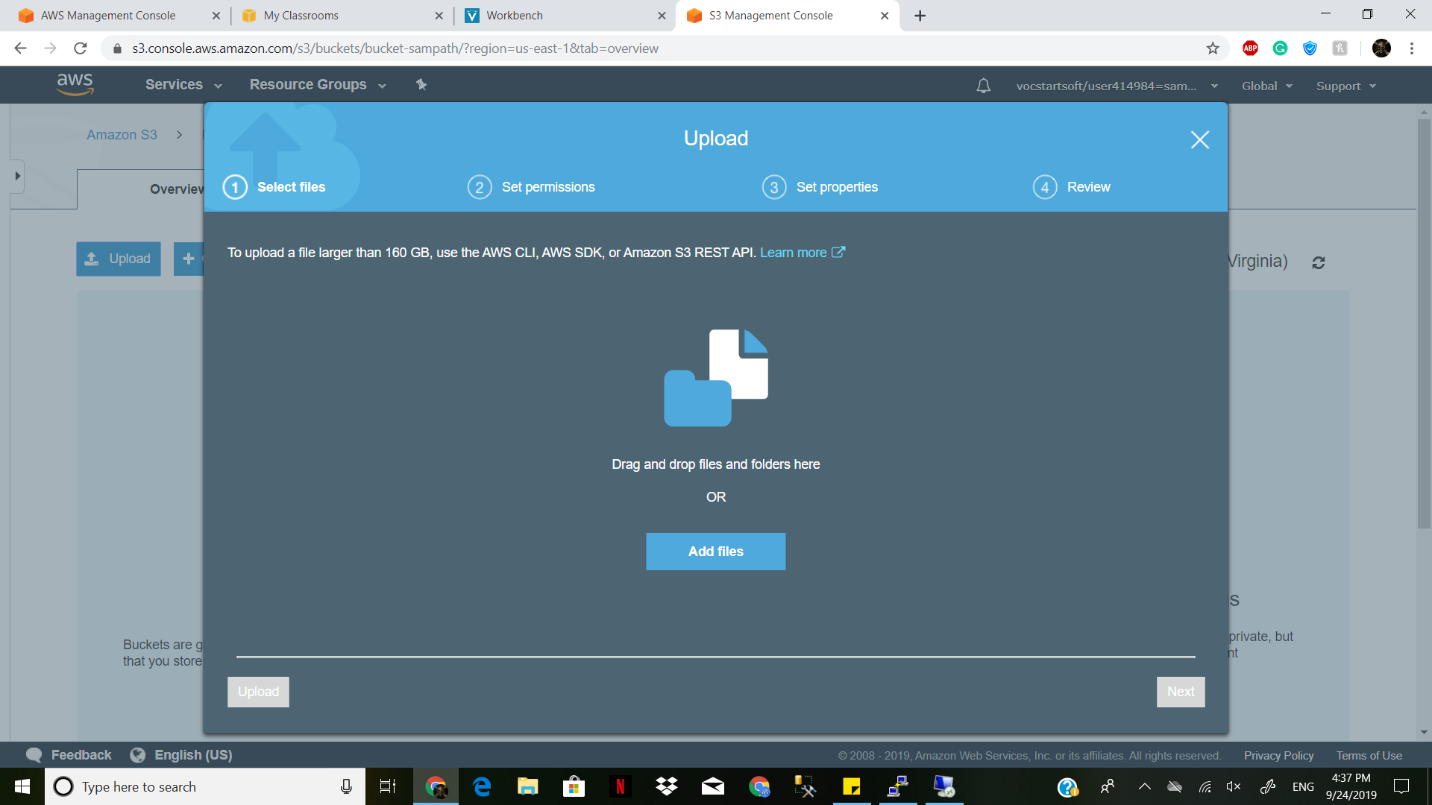 AWS Management Console
My Classrooms
Workbench
S3 Management Console
s3.console.aws.amazon.com/s3/buckets/bucket-sampath/?region=us-east-1&tab=overview
ABP
aws
Services
Resource Groups
vocstartsoft/user414984=sam...
Global
Support
Amazon S3
Upload
1 Select files
2 Set permissions
3 Set properties
4 Review
Overview
To upload a file larger than 160 GB, use the AWS CLI, AWS SDK, or Amazon S3 REST API. Learn more
Upload
Virginia)
Drag and drop files and folders here
OR
Add files
s
Buckets are g
that you store
private, but
nt
Upload
Next
Feedback
English (US)
© 2008 - 2019, Amazon Web Services, Inc. or its affiliates. All rights reserved.
Privacy Policy
Terms of Use
Type here to search
ENG
4:37 PM
9/24/2019